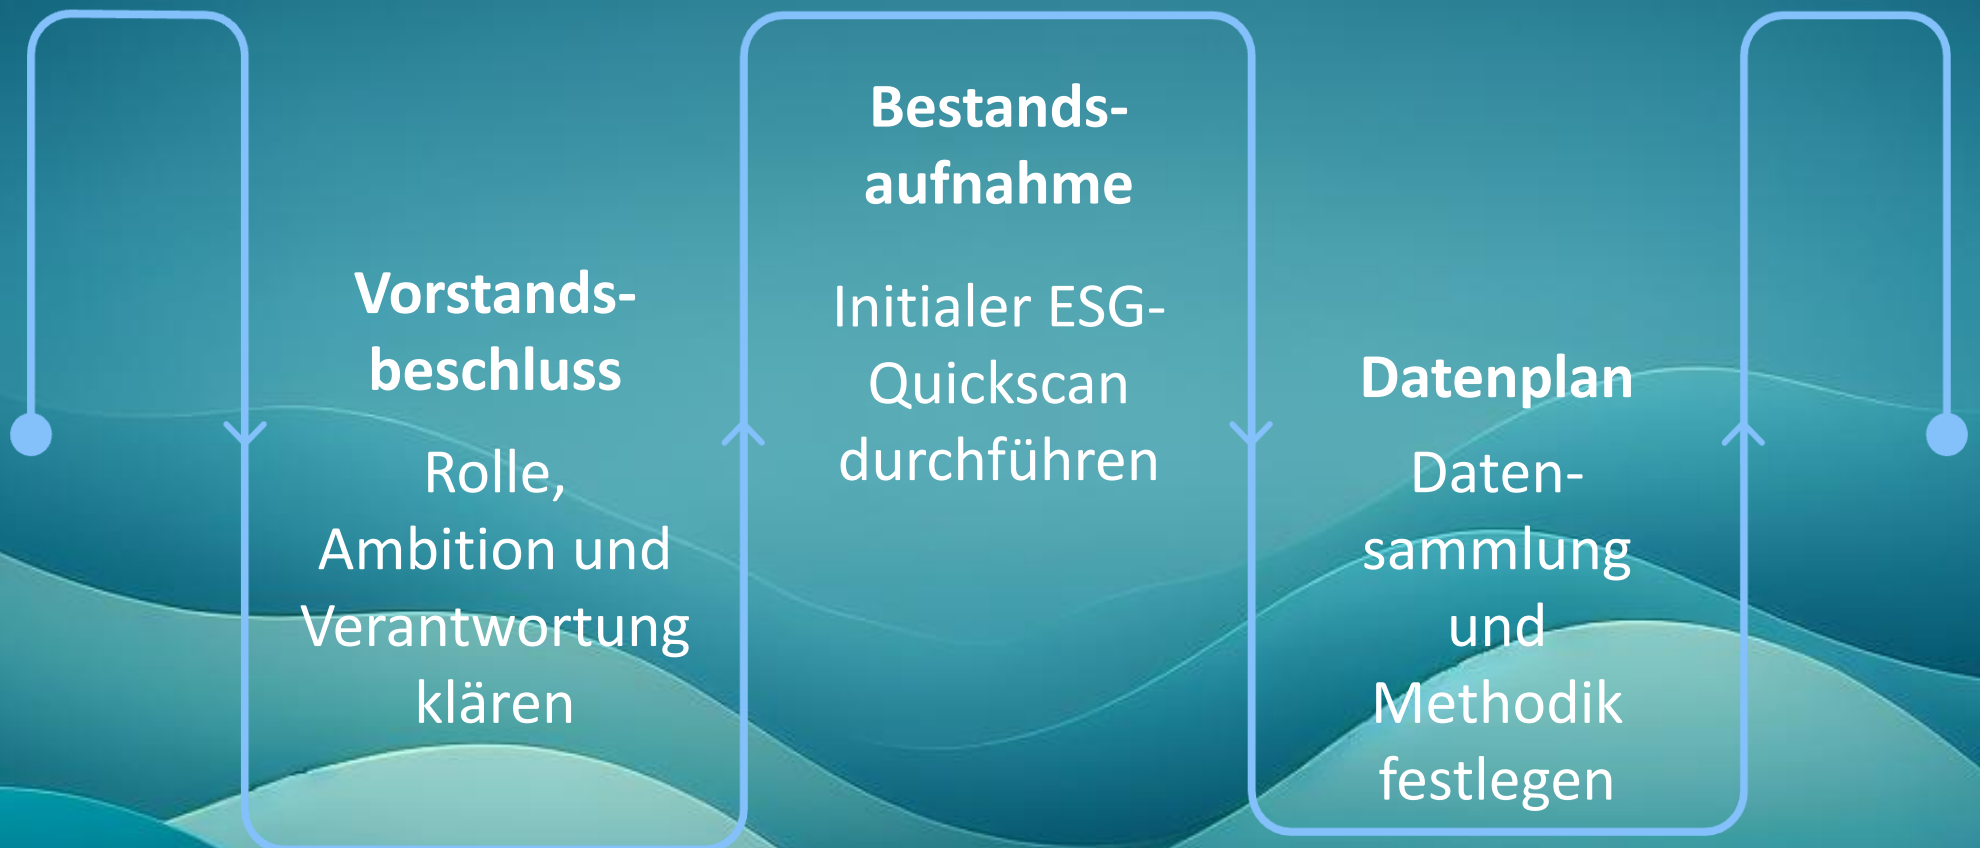 Vorstands-
beschluss
Rolle,
Ambition und
Verantwortung
klären
Bestands-
aufnahme
Initialer ESG-
Quickscan
durchführen
Datenplan
Daten-
sammlung
und
Methodik
festlegen